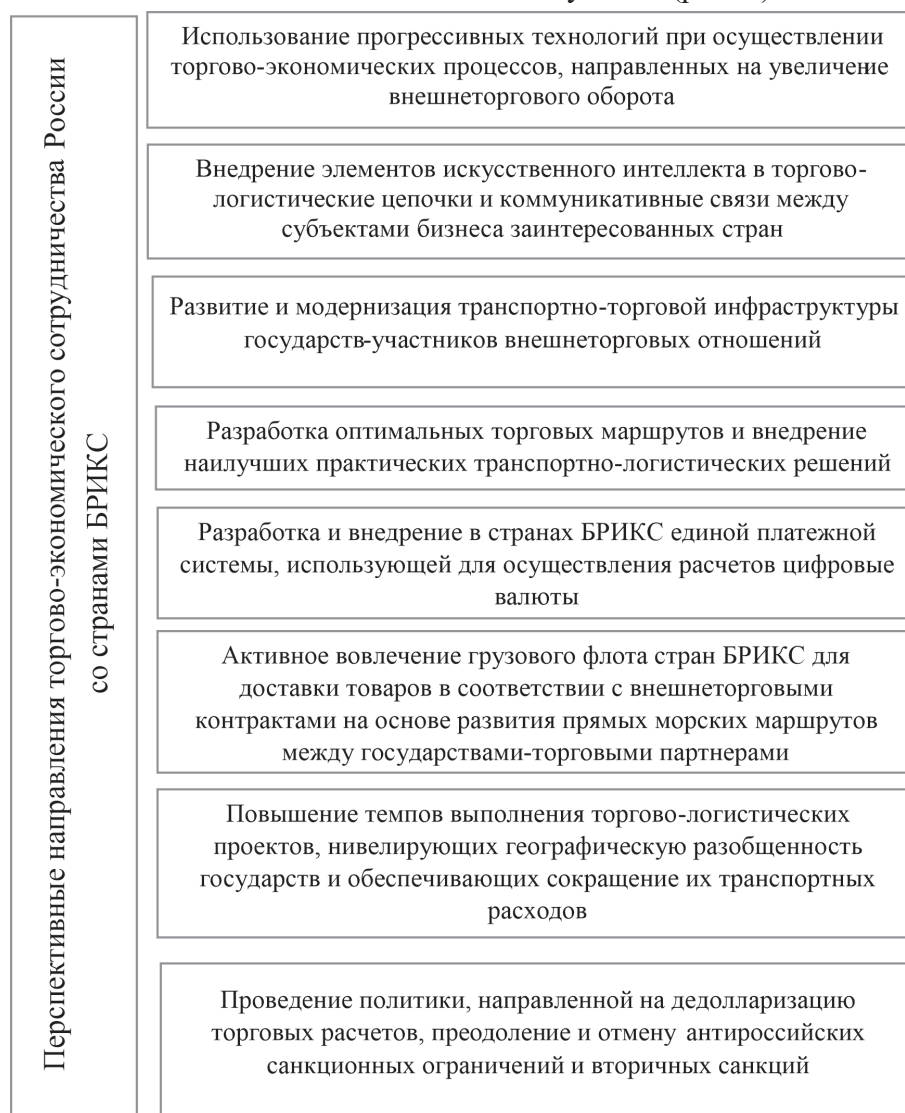 Перспективные направления торгово-экономического сотрудничества России
со странами БРИКС
Использование прогрессивных технологий при осуществлении
торгово-экономических процессов, направленных на увеличение
внешнеторгового оборота
Внедрение элементов искусственного интеллекта в торгово-
логистические цепочки и коммуникативные связи между
субъектами бизнеса заинтересованных стран
Развитие и модернизация транспортно-торговой инфраструктуры
государств-участников внешнеторговых отношений
Разработка оптимальных торговых маршрутов и внедрение
наилучших практических транспортно-логистических решений
Разработка и внедрение в странах БРИКС единой платежной
системы, использующей для осуществления расчетов цифровые
валюты
Активное вовлечение грузового флота стран БРИКС для
доставки товаров в соответствии с внешнеторговыми
контрактами на основе развития прямых морских маршрутов
между государствами-торговыми партнерами
Повышение темпов выполнения торгово-логистических
проектов, нивелирующих географическую разобщенность
государств и обеспечивающих сокращение их транспортных
расходов
Проведение политики, направленной на дедолларизацию
торговых расчетов, преодоление и отмену антироссийских
санкционных ограничений и вторичных санкций